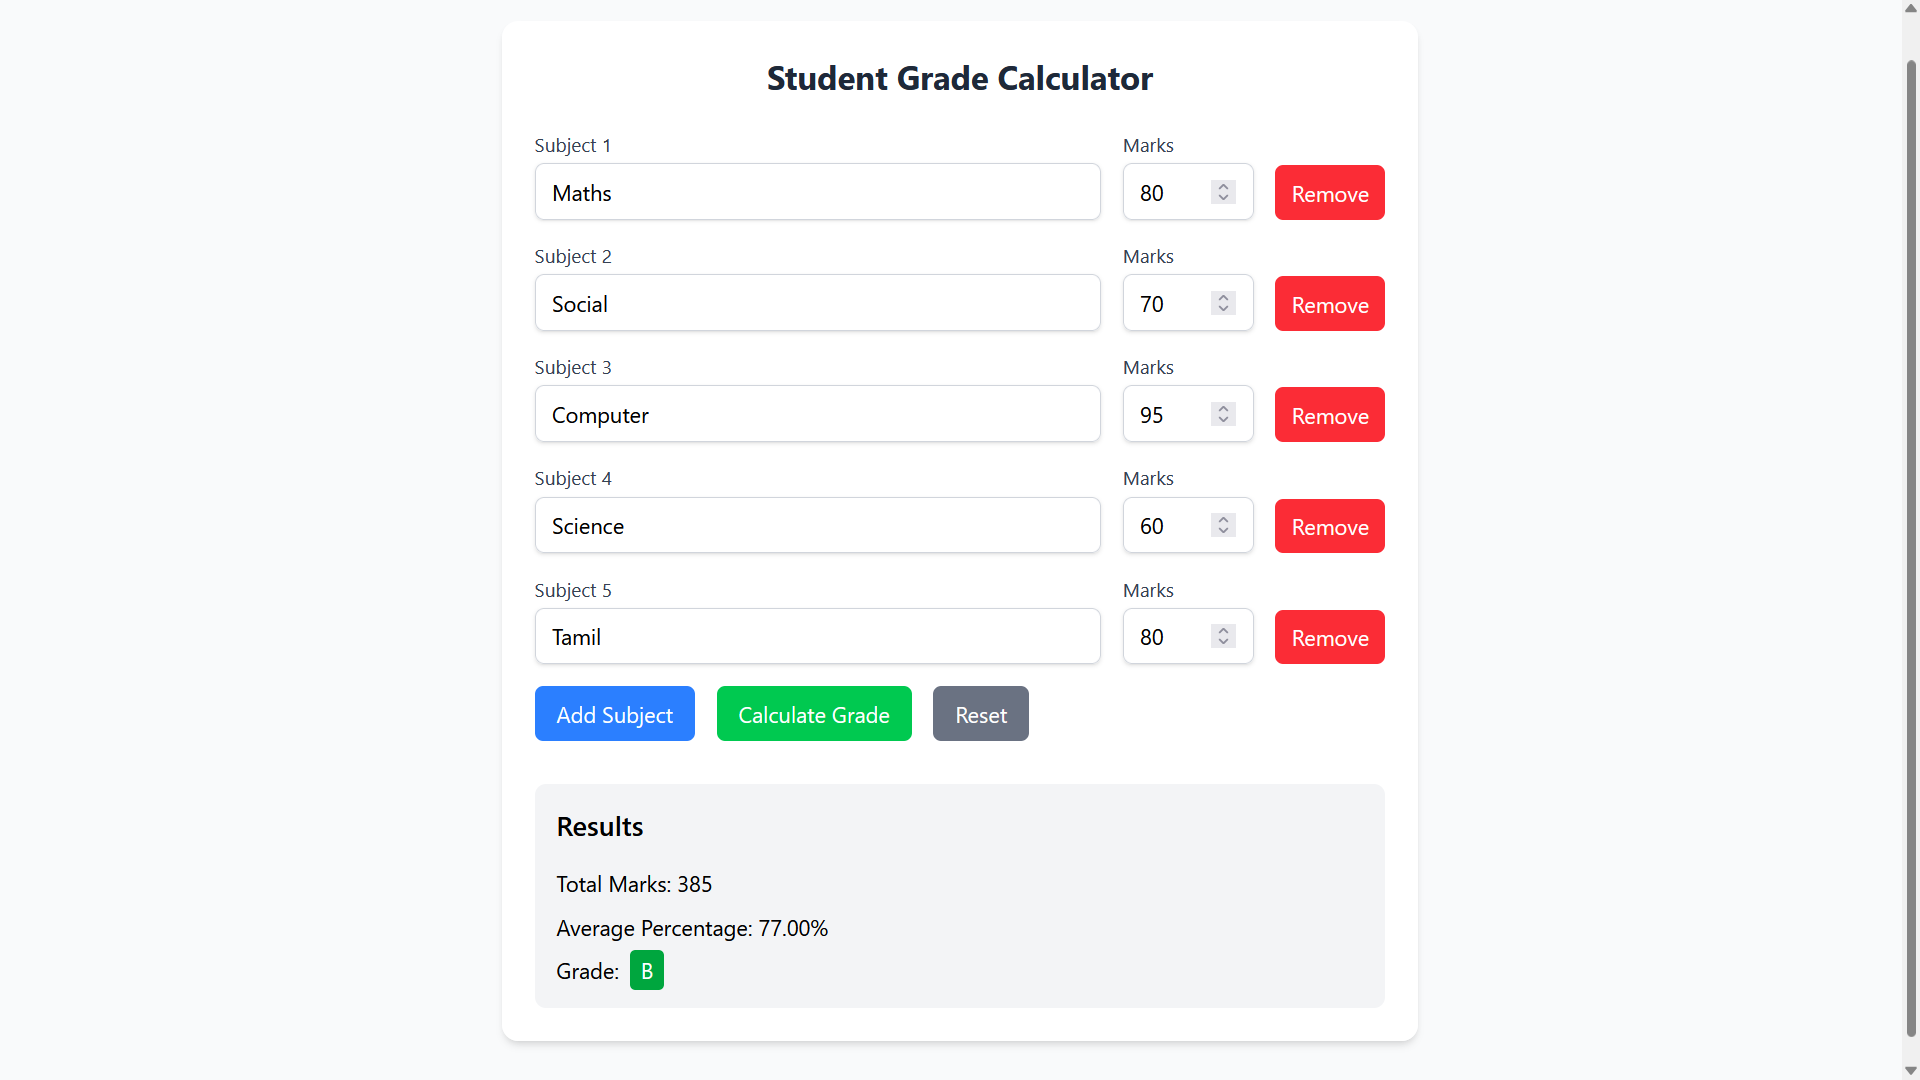 Student Grade Calculator
Subject 1 Marks
Maths 80 Remove
Subject 2 Marks
Social 70 Remove
Subject 3 Marks
Computer 95 Remove
Subject 4 Marks
Science 60 Remove
Subject 5 Marks
Tamil 80 Remove
Add Subject Calculate Grade Reset
Results
Total Marks: 385
Average Percentage: 77.00%
Grade: B